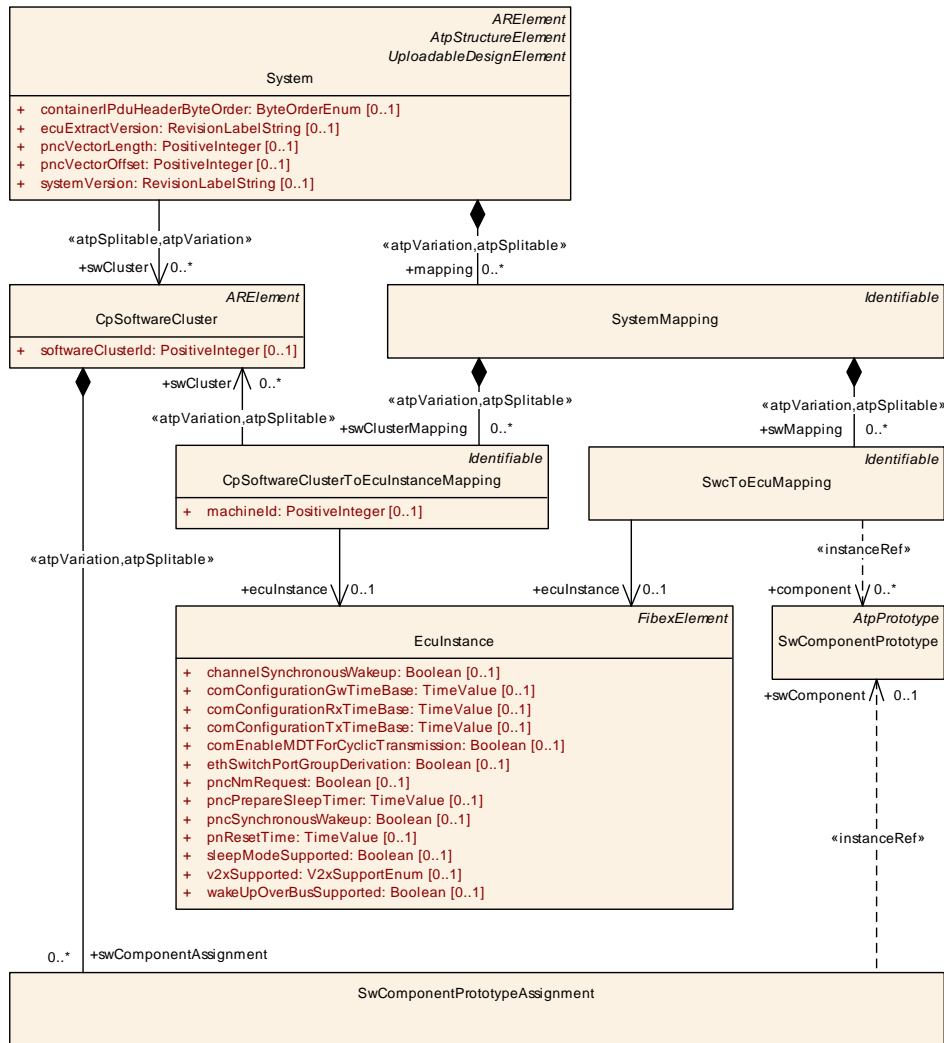 ARElement
AtpStructureElement
UploadableDesignElement
System
+ containerIPduHeaderByteOrder: ByteOrderEnum [0..1]
+ ecuExtractVersion: RevisionLabelString [0..1]
+ pncVectorLength: PositiveInteger [0..1]
+ pncVectorOffset: PositiveInteger [0..1]
+ systemVersion: RevisionLabelString [0..1]
«atpSplitable,atpVariation»
«atpVariation,atpSplitable»
+swCluster 0..*
+mapping 0..*
ARElement
CpSoftwareCluster
+ softwareClusterId: PositiveInteger [0..1]
Identifiable
SystemMapping
+swCluster 0..*
«atpVariation,atpSplitable»
«atpVariation,atpSplitable»
«atpVariation,atpSplitable»
+swClusterMapping 0..*
+swMapping 0..*
Identifiable
CpSoftwareClusterToEcuInstanceMapping
+ machineId: PositiveInteger [0..1]
Identifiable
SwcToEcuMapping
«atpVariation,atpSplitable»
«instanceRef»
+ecuInstance 0..1
+ecuInstance 0..1
+component 0..*
FibexElement
EcuInstance
+ channelSynchronousWakeup: Boolean [0..1]
+ comConfigurationGwTimeBase: TimeValue [0..1]
+ comConfigurationRxTimeBase: TimeValue [0..1]
+ comConfigurationTxTimeBase: TimeValue [0..1]
+ comEnableMDTForCyclicTransmission: Boolean [0..1]
+ ethSwitchPortGroupDerivation: Boolean [0..1]
+ pncNmRequest: Boolean [0..1]
+ pncPrepareSleepTimer: TimeValue [0..1]
+ pncSynchronousWakeup: Boolean [0..1]
+ pnResetTime: TimeValue [0..1]
+ sleepModeSupported: Boolean [0..1]
+ v2xSupported: V2xSupportEnum [0..1]
+ wakeUpOverBusSupported: Boolean [0..1]
AtpPrototype
SwComponentPrototype
+swComponent 0..1
«instanceRef»
0..* +swComponentAssignment
SwComponentPrototypeAssignment